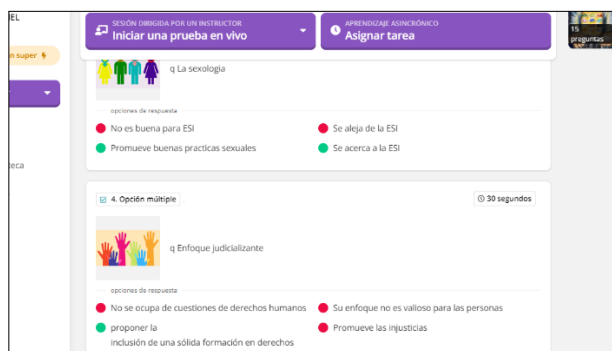 IEL
SESIÓN DIRIGIDA POR UN INSTRUCTOR
Iniciar una prueba en vivo
APRENDIZAJE ASINCRÓNICO
Asignar tarea
15
preguntas
n super
q La sexologia
opciones de respuesta
No es buena para ESI
Se aleja de la ESI
Promueve buenas practicas sexuales
Se acerca a la ESI
teca
4. Opción múltiple
30 segundos
q Enfoque judicializante
opciones de respuesta
No se ocupa de cuestiones de derechos humanos
Su enfoque no es valioso para las personas
proponer la
inclusión de una sólida formación en derechos
Promueve las injusticias